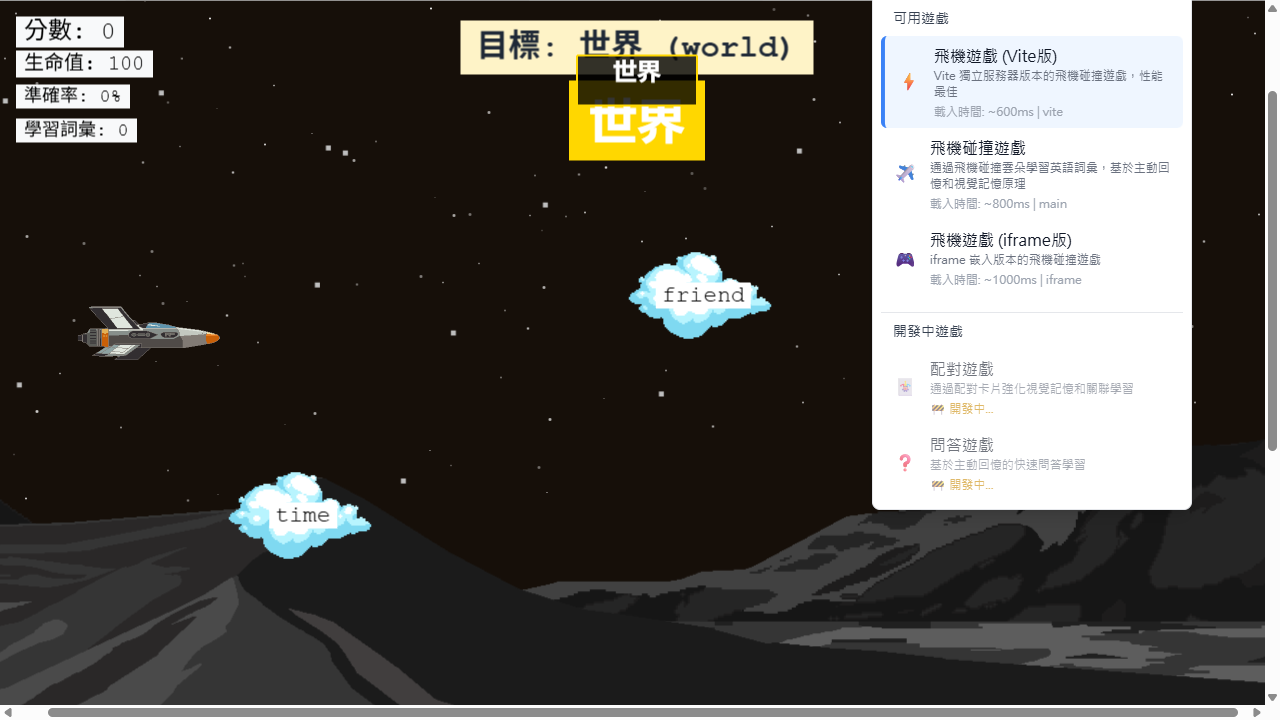 分數: 0
生命值: 100
準確率: 0%
學習詞彙: 0
目標: 世界 (world)
世界
世界
friend
time
可用遊戲
飛機遊戲 (Vite版)
Vite 獨立服務器版本的飛機碰撞遊戲，性能
最佳
載入時間: ~600ms | vite
飛機碰撞遊戲
通過飛機碰撞雲朵學習英語詞彙，基於主動回
憶和視覺記憶原理
載入時間: ~800ms | main
飛機遊戲 (iframe版)
iframe 嵌入版本的飛機碰撞遊戲
載入時間: ~1000ms | iframe
開發中遊戲
配對遊戲
通過配對卡片強化視覺記憶和關聯學習
開發中...
問答遊戲
基於主動回憶的快速問答學習
開發中...